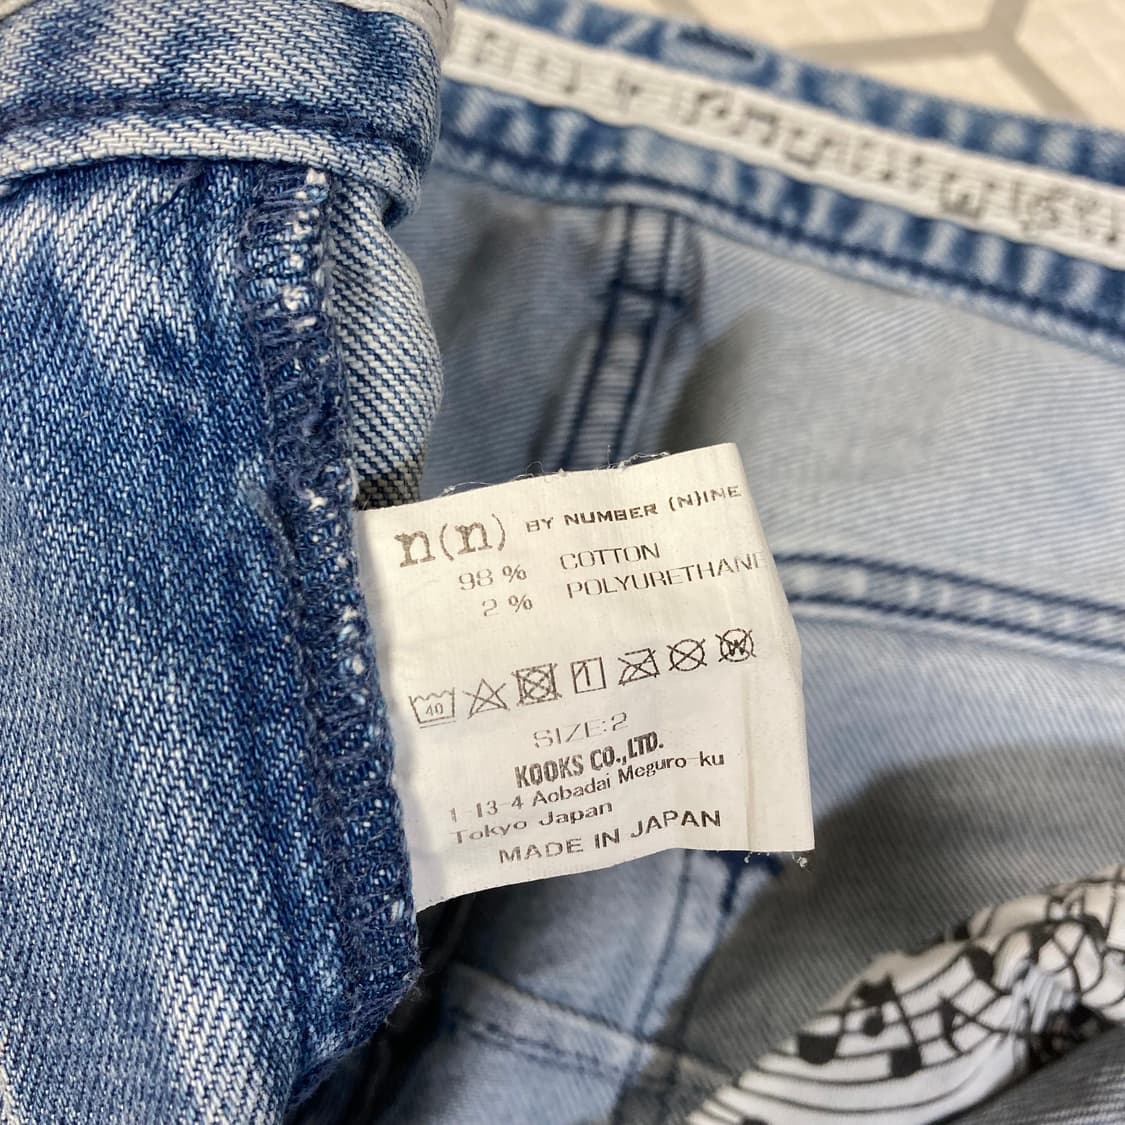 n(n) BY NUMBER (N)INE
98 % COTTON
2 % POLYURETHANE
40
SIZE:2
KOOKS CO.,LTD.
1-13-4 Aobadai Meguro-ku
Tokyo Japan
MADE IN JAPAN